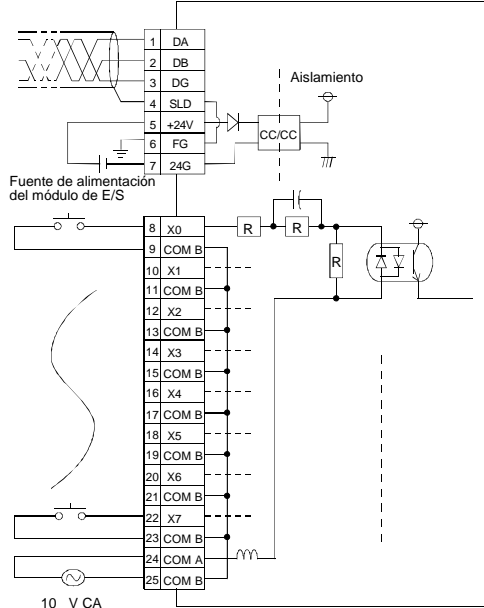 1 DA
2 DB
3 DG
4 SLD
5 +24V
6 FG
7 24G
Aislamiento
CC/CC
Fuente de alimentación
del módulo de E/S
8 X0
9 COM B
10 X1
11 COM B
12 X2
13 COM B
14 X3
15 COM B
16 X4
17 COM B
18 X5
19 COM B
20 X6
21 COM B
22 X7
23 COM B
24 COM A
25 COM B
R
R
R
10 V CA